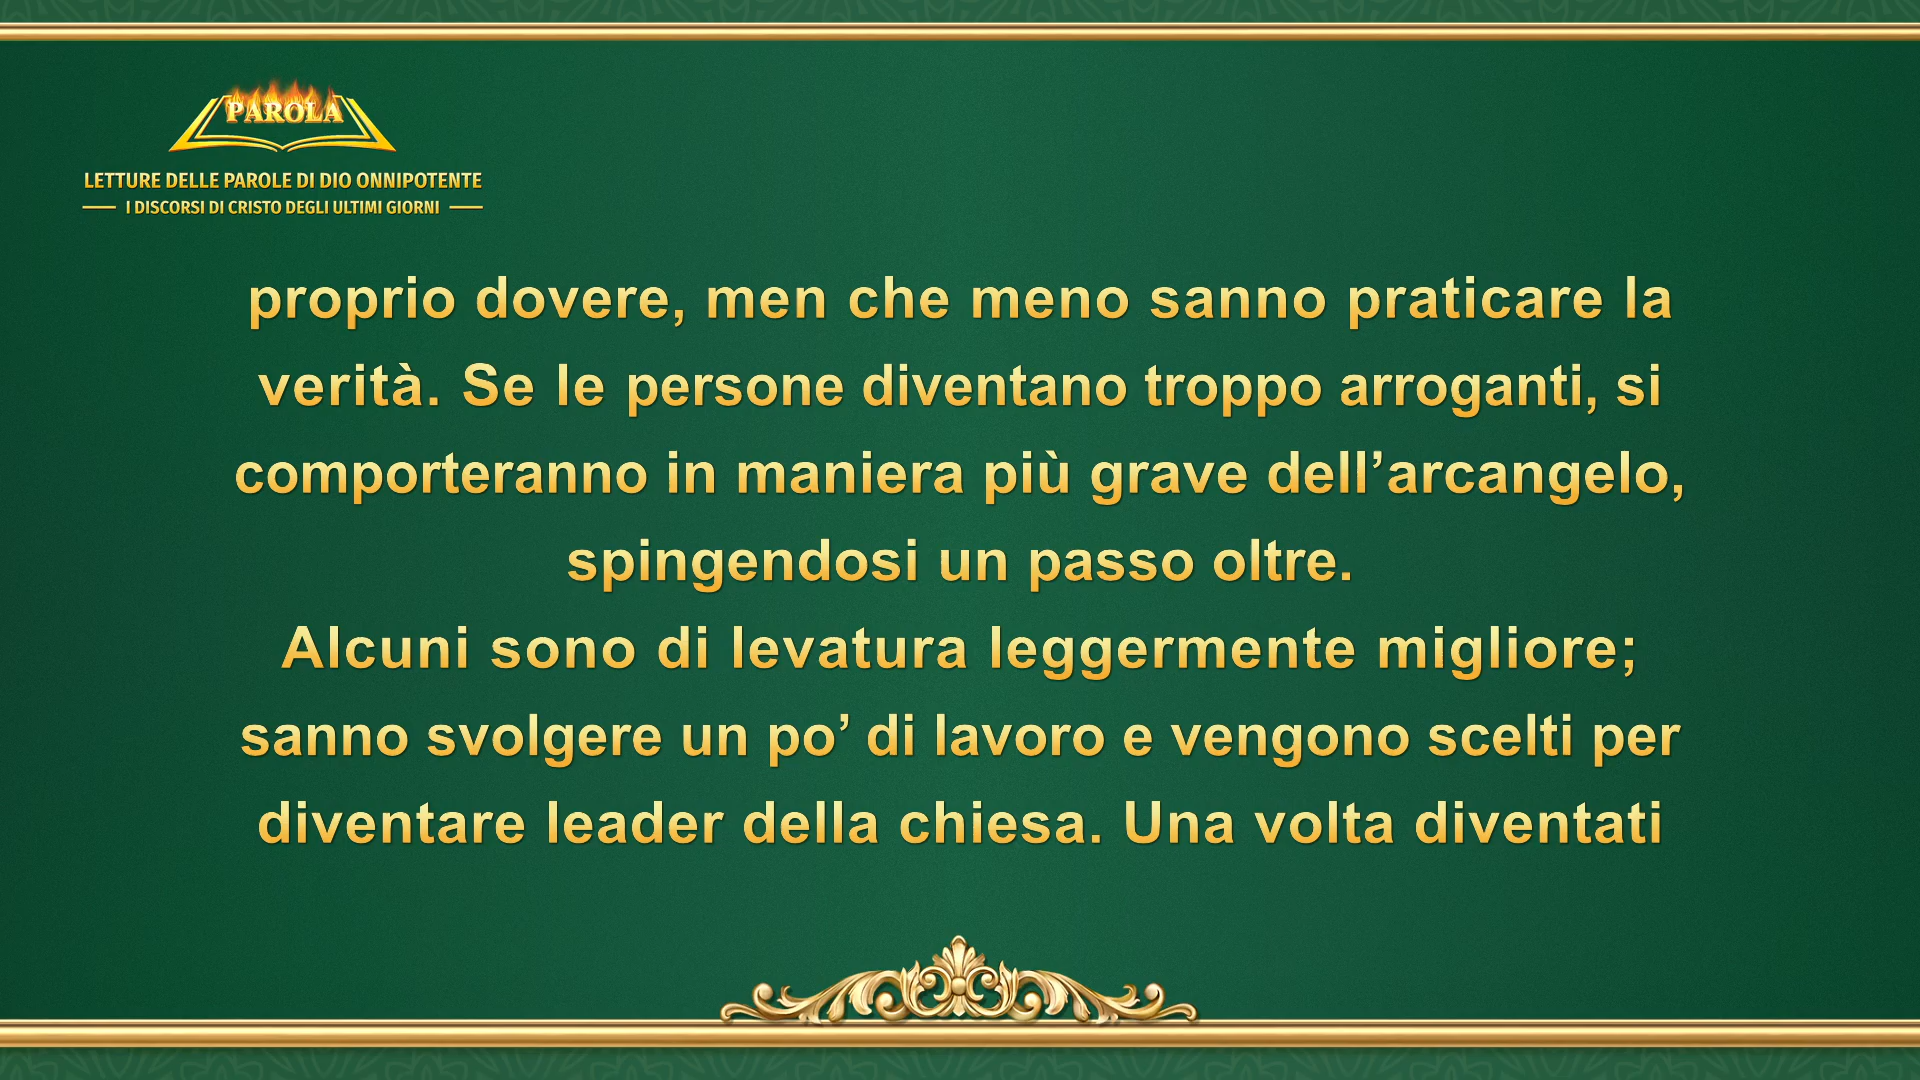 PAROLA
LETTURE DELLE PAROLE DI DIO ONNIPOTENTE
I DISCORSI DI CRISTO DEGLI ULTIMI GIORNI
proprio dovere, men che meno sanno praticare la
verità. Se le persone diventano troppo arroganti, si
comporteranno in maniera più grave dell’arcangelo,
spingendosi un passo oltre.
Alcuni sono di levatura leggermente migliore;
sanno svolgere un po’ di lavoro e vengono scelti per
diventare leader della chiesa. Una volta diventati